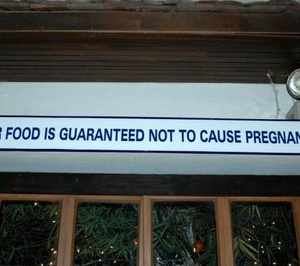 R FOOD IS GUARANTEED NOT TO CAUSE PREGNAN